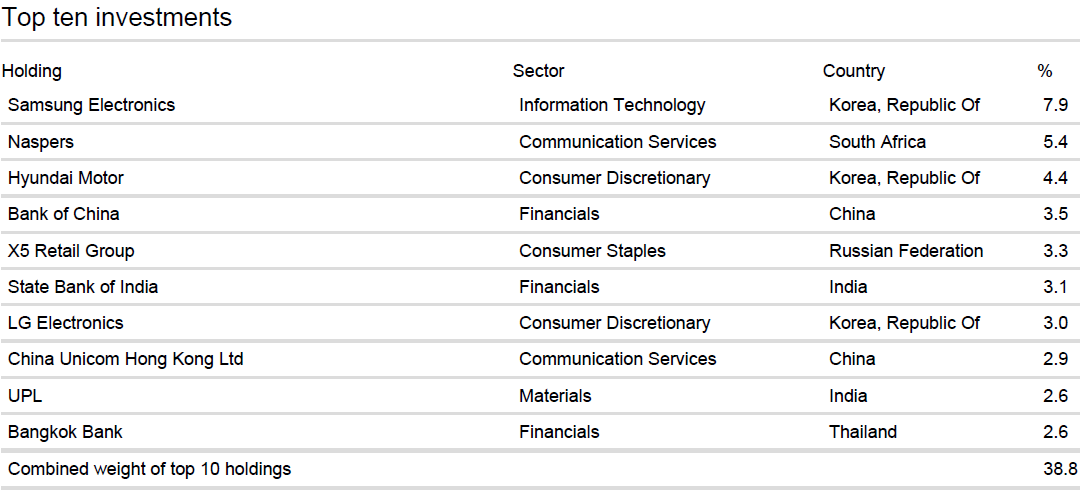 Top ten investments
Holding Sector Country %
Samsung Electronics Information Technology Korea, Republic Of 7.9
Naspers Communication Services South Africa 5.4
Hyundai Motor Consumer Discretionary Korea, Republic Of 4.4
Bank of China Financials China 3.5
X5 Retail Group Consumer Staples Russian Federation 3.3
State Bank of India Financials India 3.1
LG Electronics Consumer Discretionary Korea, Republic Of 3.0
China Unicom Hong Kong Ltd Communication Services China 2.9
UPL Materials India 2.6
Bangkok Bank Financials Thailand 2.6
Combined weight of top 10 holdings 38.8